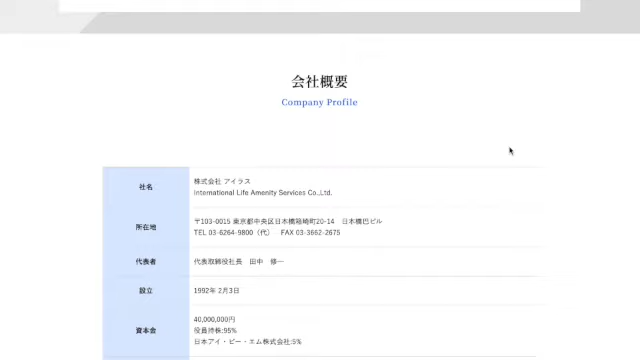 会社概要
Company Profile
社名
株式会社 アイラス
International Life Amenity Services Co.,Ltd.
所在地
〒103-0015 東京都中央区日本橋箱崎町20-14 日本橋巴ビル
TEL 03-6264-9800（代） FAX 03-3662-2675
代表者
代表取締役社長 田中 修一
設立
1992年 2月3日
資本会
40,000,000円
役員持株:95%
日本アイ・ビー・エム株式会社:5%